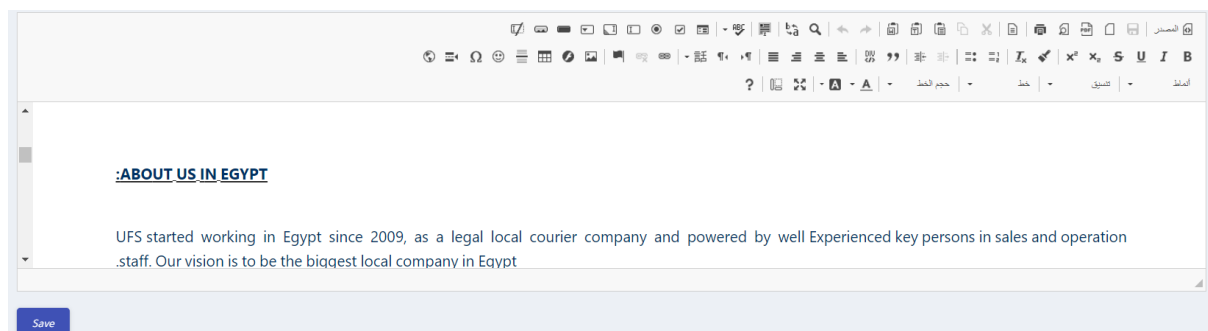 المصدر
أنماط
تنسيق
خط
حجم الخط
:ABOUT US IN EGYPT
UFS started working in Egypt since 2009, as a legal local courier company and powered by well Experienced key persons in sales and operation
.staff. Our vision is to be the biggest local company in Egypt
Save